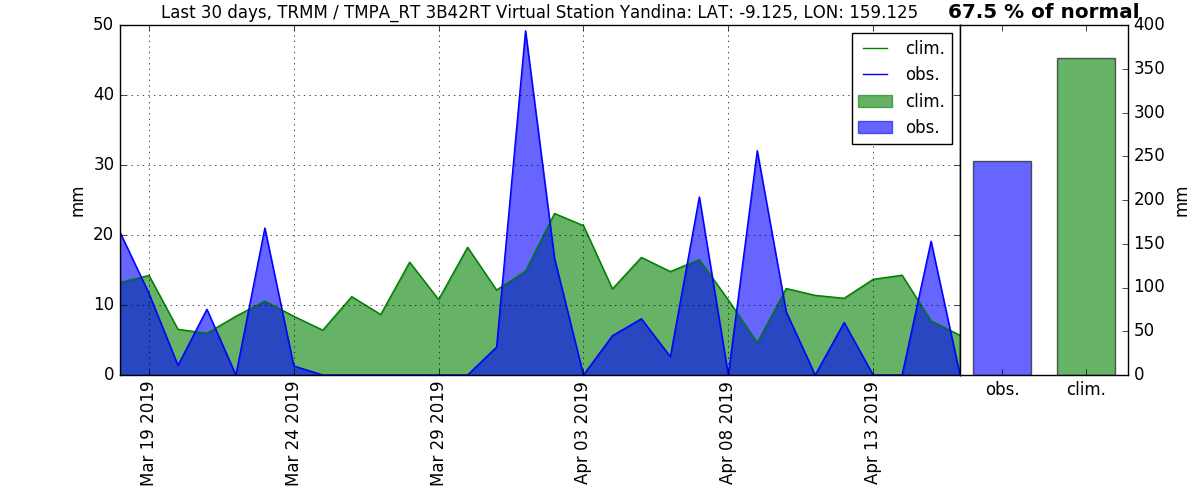 Last 30 days, TRMM / TMPA_RT 3B42RT Virtual Station Yandina: LAT: -9.125, LON: 159.125
67.5 % of normal
50
40
30
20
10
0
mm
clim.
obs.
clim.
obs.
Mar 19 2019
Mar 24 2019
Mar 29 2019
Apr 03 2019
Apr 08 2019
Apr 13 2019
400
350
300
250
200
150
100
50
0
mm
obs.
clim.